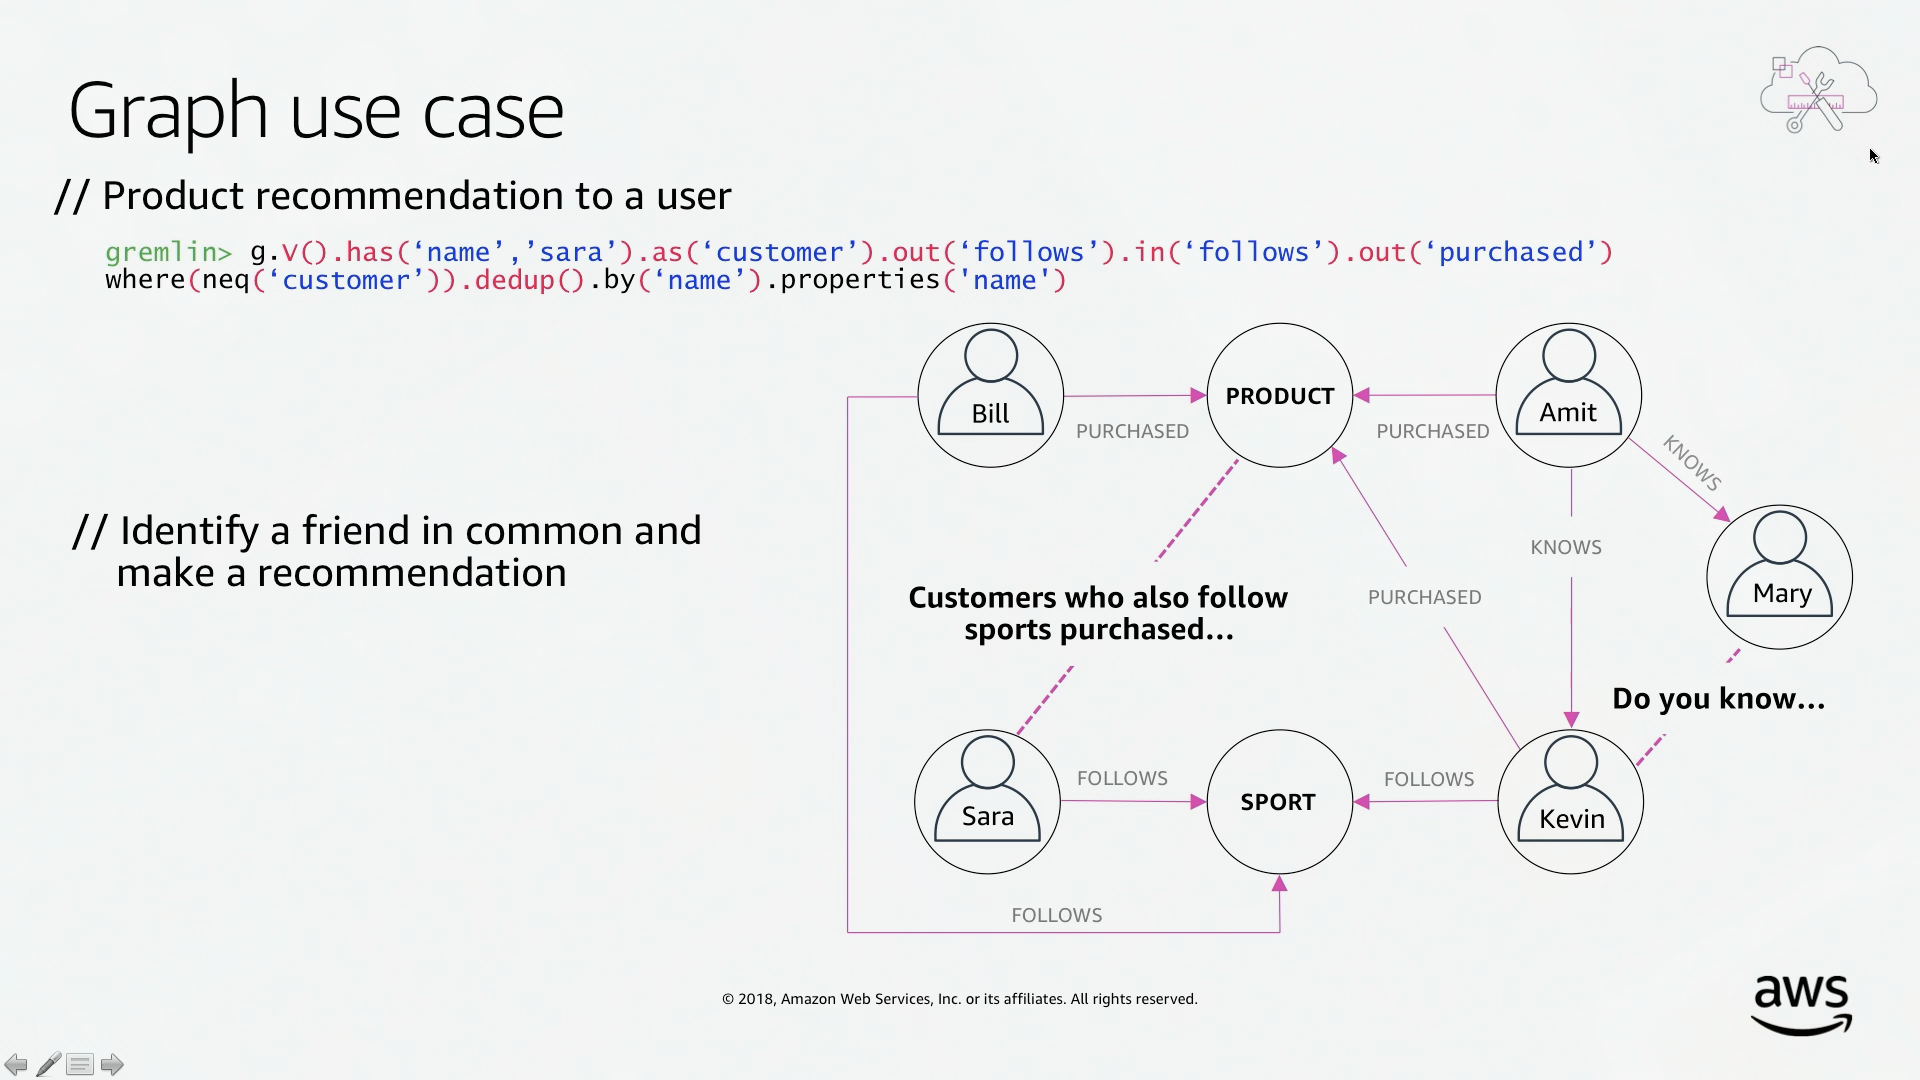 Graph use case
// Product recommendation to a user
gremlin> g.V().has(‘name’,’sara’).as(‘customer’).out(‘follows’).in(‘follows’).out(‘purchased’)
where(neq(‘customer’)).dedup().by(‘name’).properties('name')
Bill
PRODUCT
Amit
PURCHASED
PURCHASED
KNOWS
// Identify a friend in common and
make a recommendation
KNOWS
Mary
Customers who also follow
sports purchased...
PURCHASED
Do you know...
Sara
FOLLOWS
SPORT
FOLLOWS
Kevin
FOLLOWS
© 2018, Amazon Web Services, Inc. or its affiliates. All rights reserved.
aws